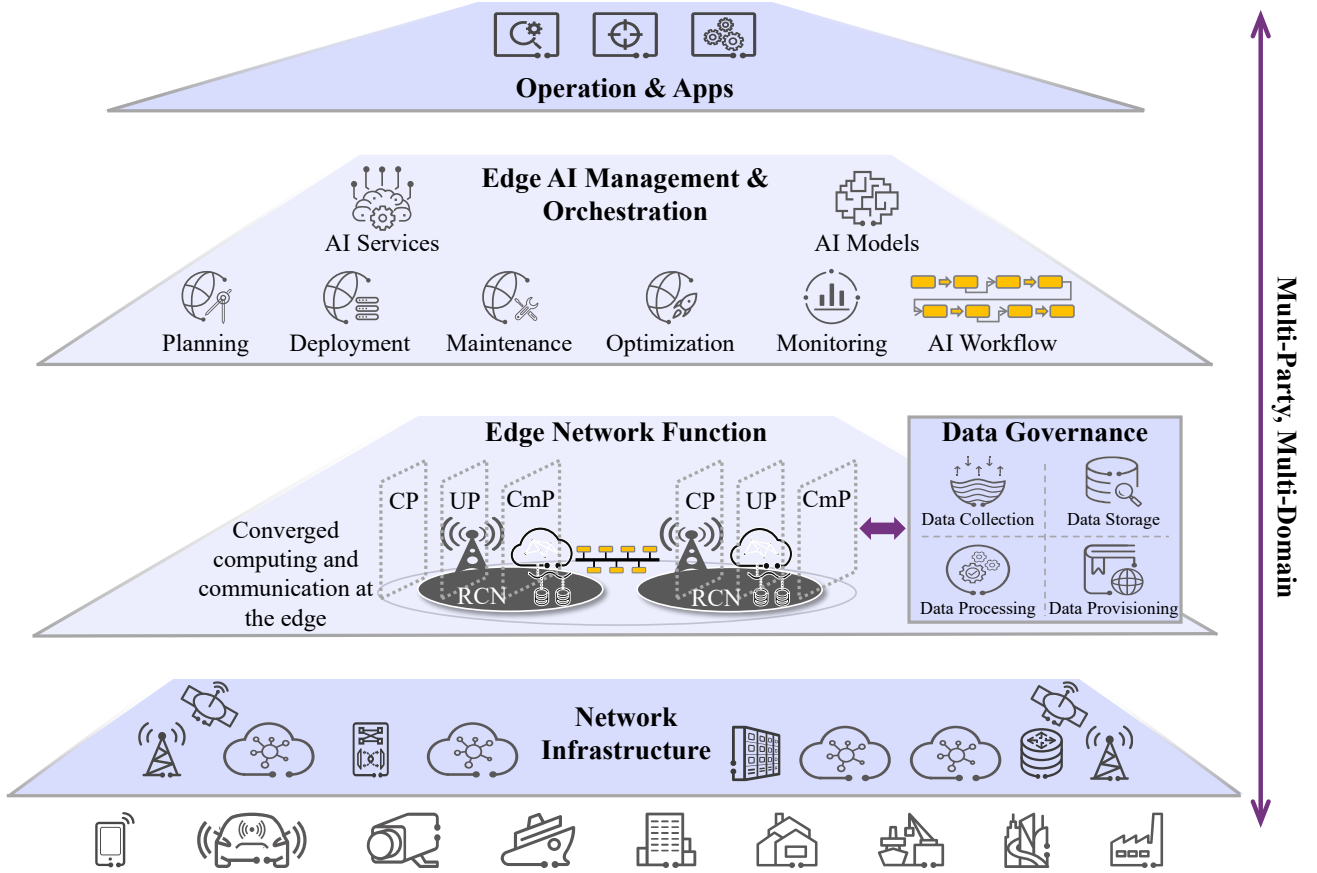 Operation & Apps
Edge AI Management &
Orchestration
AI Services
AI Models
Planning
Deployment
Maintenance
Optimization
Monitoring
AI Workflow
Edge Network Function
Converged
computing and
communication at
the edge
CP
UP
CmP
RCN
CP
UP
CmP
RCN
Data Governance
Data Collection
Data Storage
Data Processing
Data Provisioning
Network
Infrastructure
Multi-Party, Multi-Domain